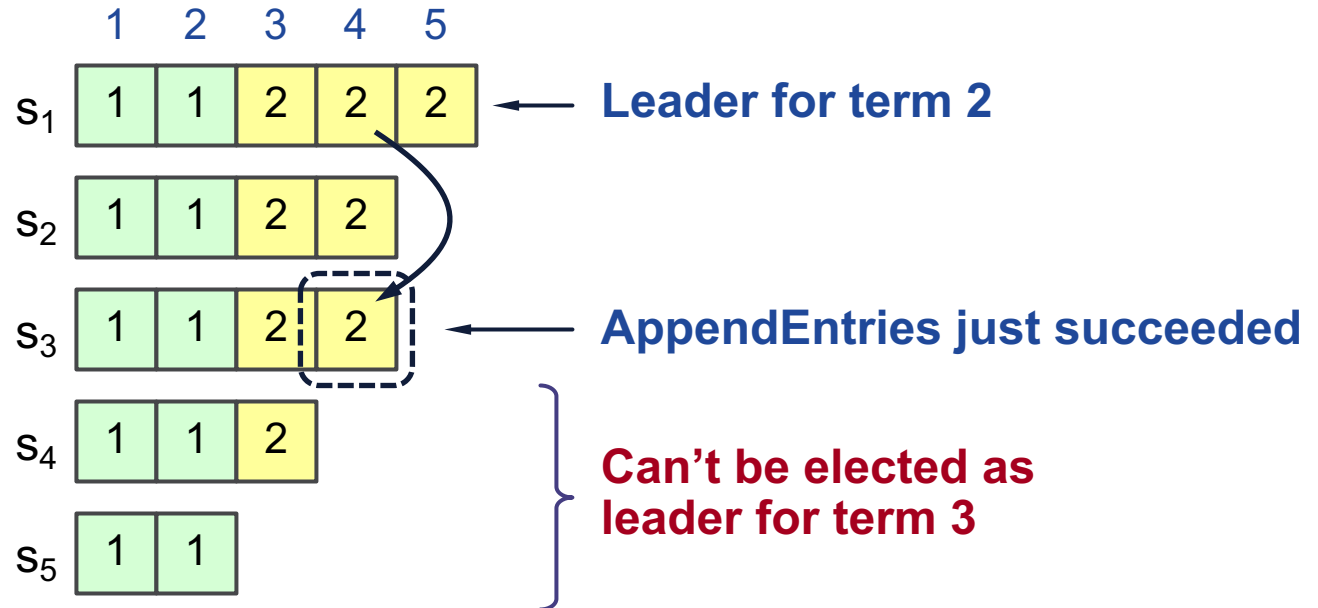 1 2 3 4 5
s1 1 1 2 2 2 Leader for term 2
s2 1 1 2 2
s3 1 1 2 2 AppendEntries just succeeded
s4 1 1 2
Can’t be elected as
leader for term 3
s5 1 1